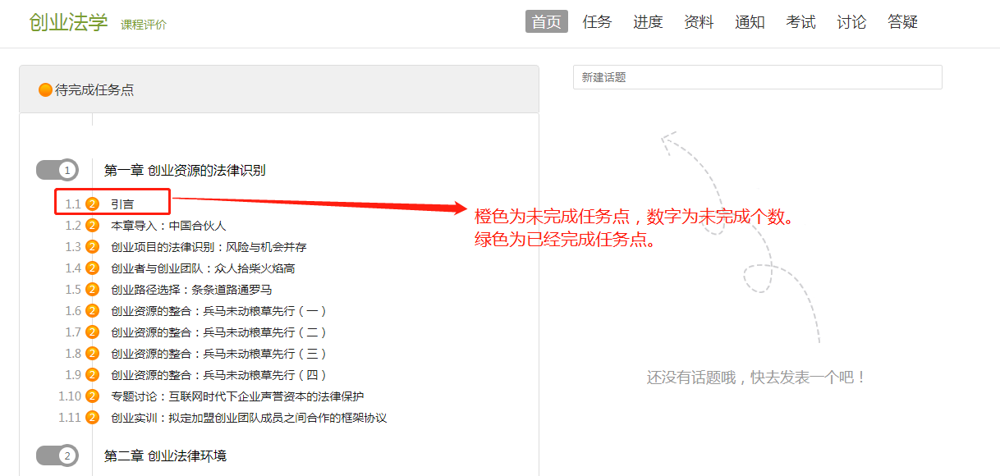 创业法学 课程评价
首页 任务 进度 资料 通知 考试 讨论 答疑
待完成任务点
新建话题
1 第一章 创业资源的法律识别
1.1 2 引言
1.2 2 本章导入：中国合伙人
1.3 2 创业项目的法律识别：风险与机会并存
1.4 2 创业者与创业团队：众人拾柴火焰高
1.5 2 创业路径选择：条条道路通罗马
1.6 2 创业资源的整合：兵马未动粮草先行（一）
1.7 2 创业资源的整合：兵马未动粮草先行（二）
1.8 2 创业资源的整合：兵马未动粮草先行（三）
1.9 2 创业资源的整合：兵马未动粮草先行（四）
1.10 2 专题讨论：互联网时代下企业声誉资本的法律保护
1.11 2 创业实训：拟定加盟创业团队成员之间合作的框架协议
2 第二章 创业法律环境
橙色为未完成任务点，数字为未完成个数。
绿色为已经完成任务点。
还没有话题哦，快去发表一个吧！